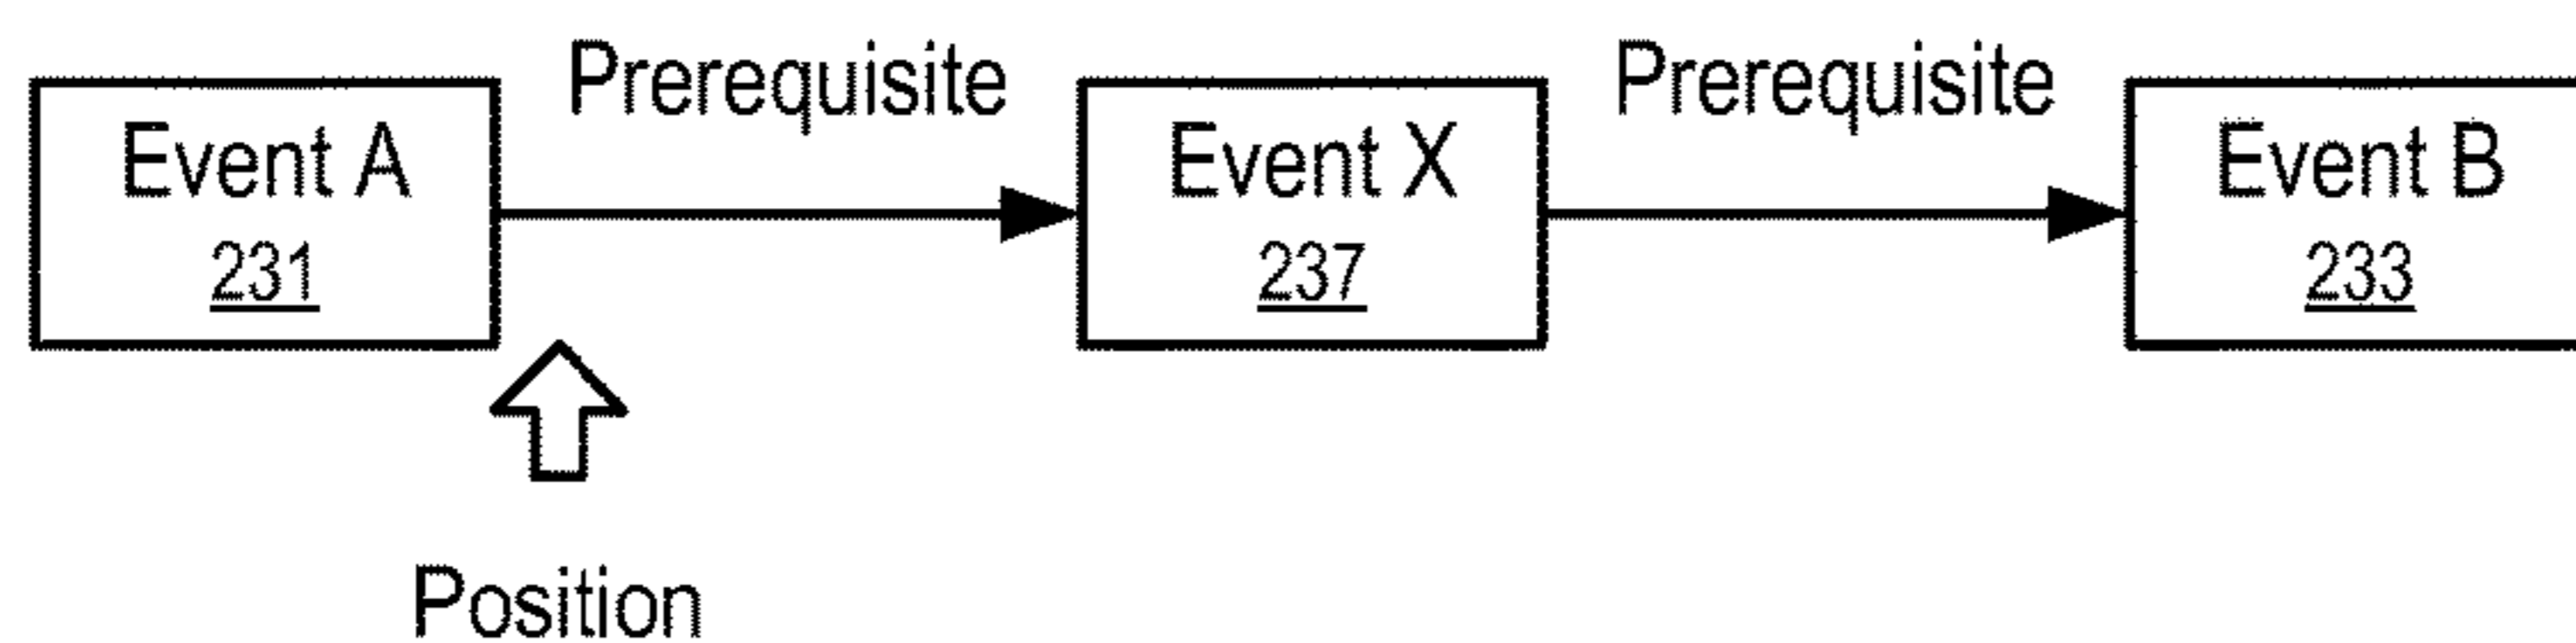 Prerequisite
Prerequisite
Event A
231
Event X
237
Event B
233
Position